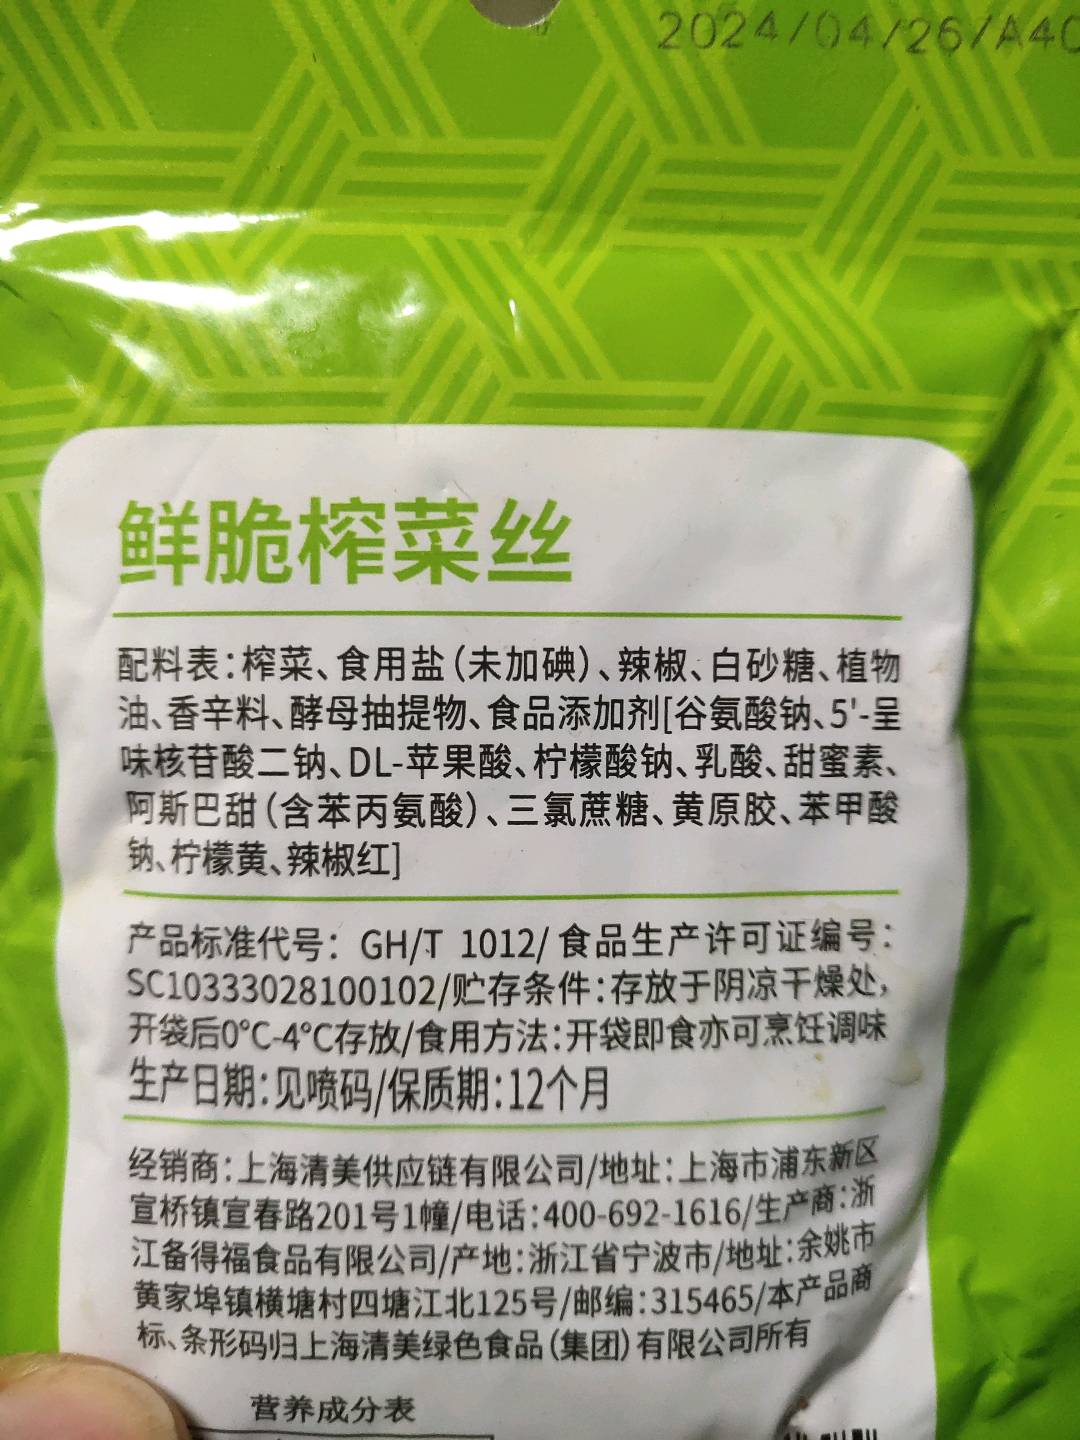 2024/04/26/A40
鲜脆榨菜丝
配料表:榨菜、食用盐(未加碘)、辣椒、白砂糖、植物
油、香辛料、酵母抽提物、食品添加剂[谷氨酸钠、5'-呈
味核苷酸二钠、DL-苹果酸、柠檬酸钠、乳酸、甜蜜素、
阿斯巴甜(含苯丙氨酸)、三氯蔗糖、黄原胶、苯甲酸
钠、柠檬黄、辣椒红]
产品标准代号: GH/T 1012/食品生产许可证编号:
SC10333028100102/贮存条件:存放于阴凉干燥处,
开袋后0°C-4°C存放/食用方法:开袋即食亦可烹饪调味
生产日期:见喷码/保质期:12个月
经销商:上海清美供应链有限公司/地址:上海市浦东新区
宣桥镇宣春路201号1幢/电话:400-692-1616/生产商:浙
江备得福食品有限公司/产地:浙江省宁波市/地址:余姚市
黄家埠镇横塘村四塘江北125号/邮编:315465/本产品商
标、条形码归上海清美绿色食品(集团)有限公司所有
营养成分表